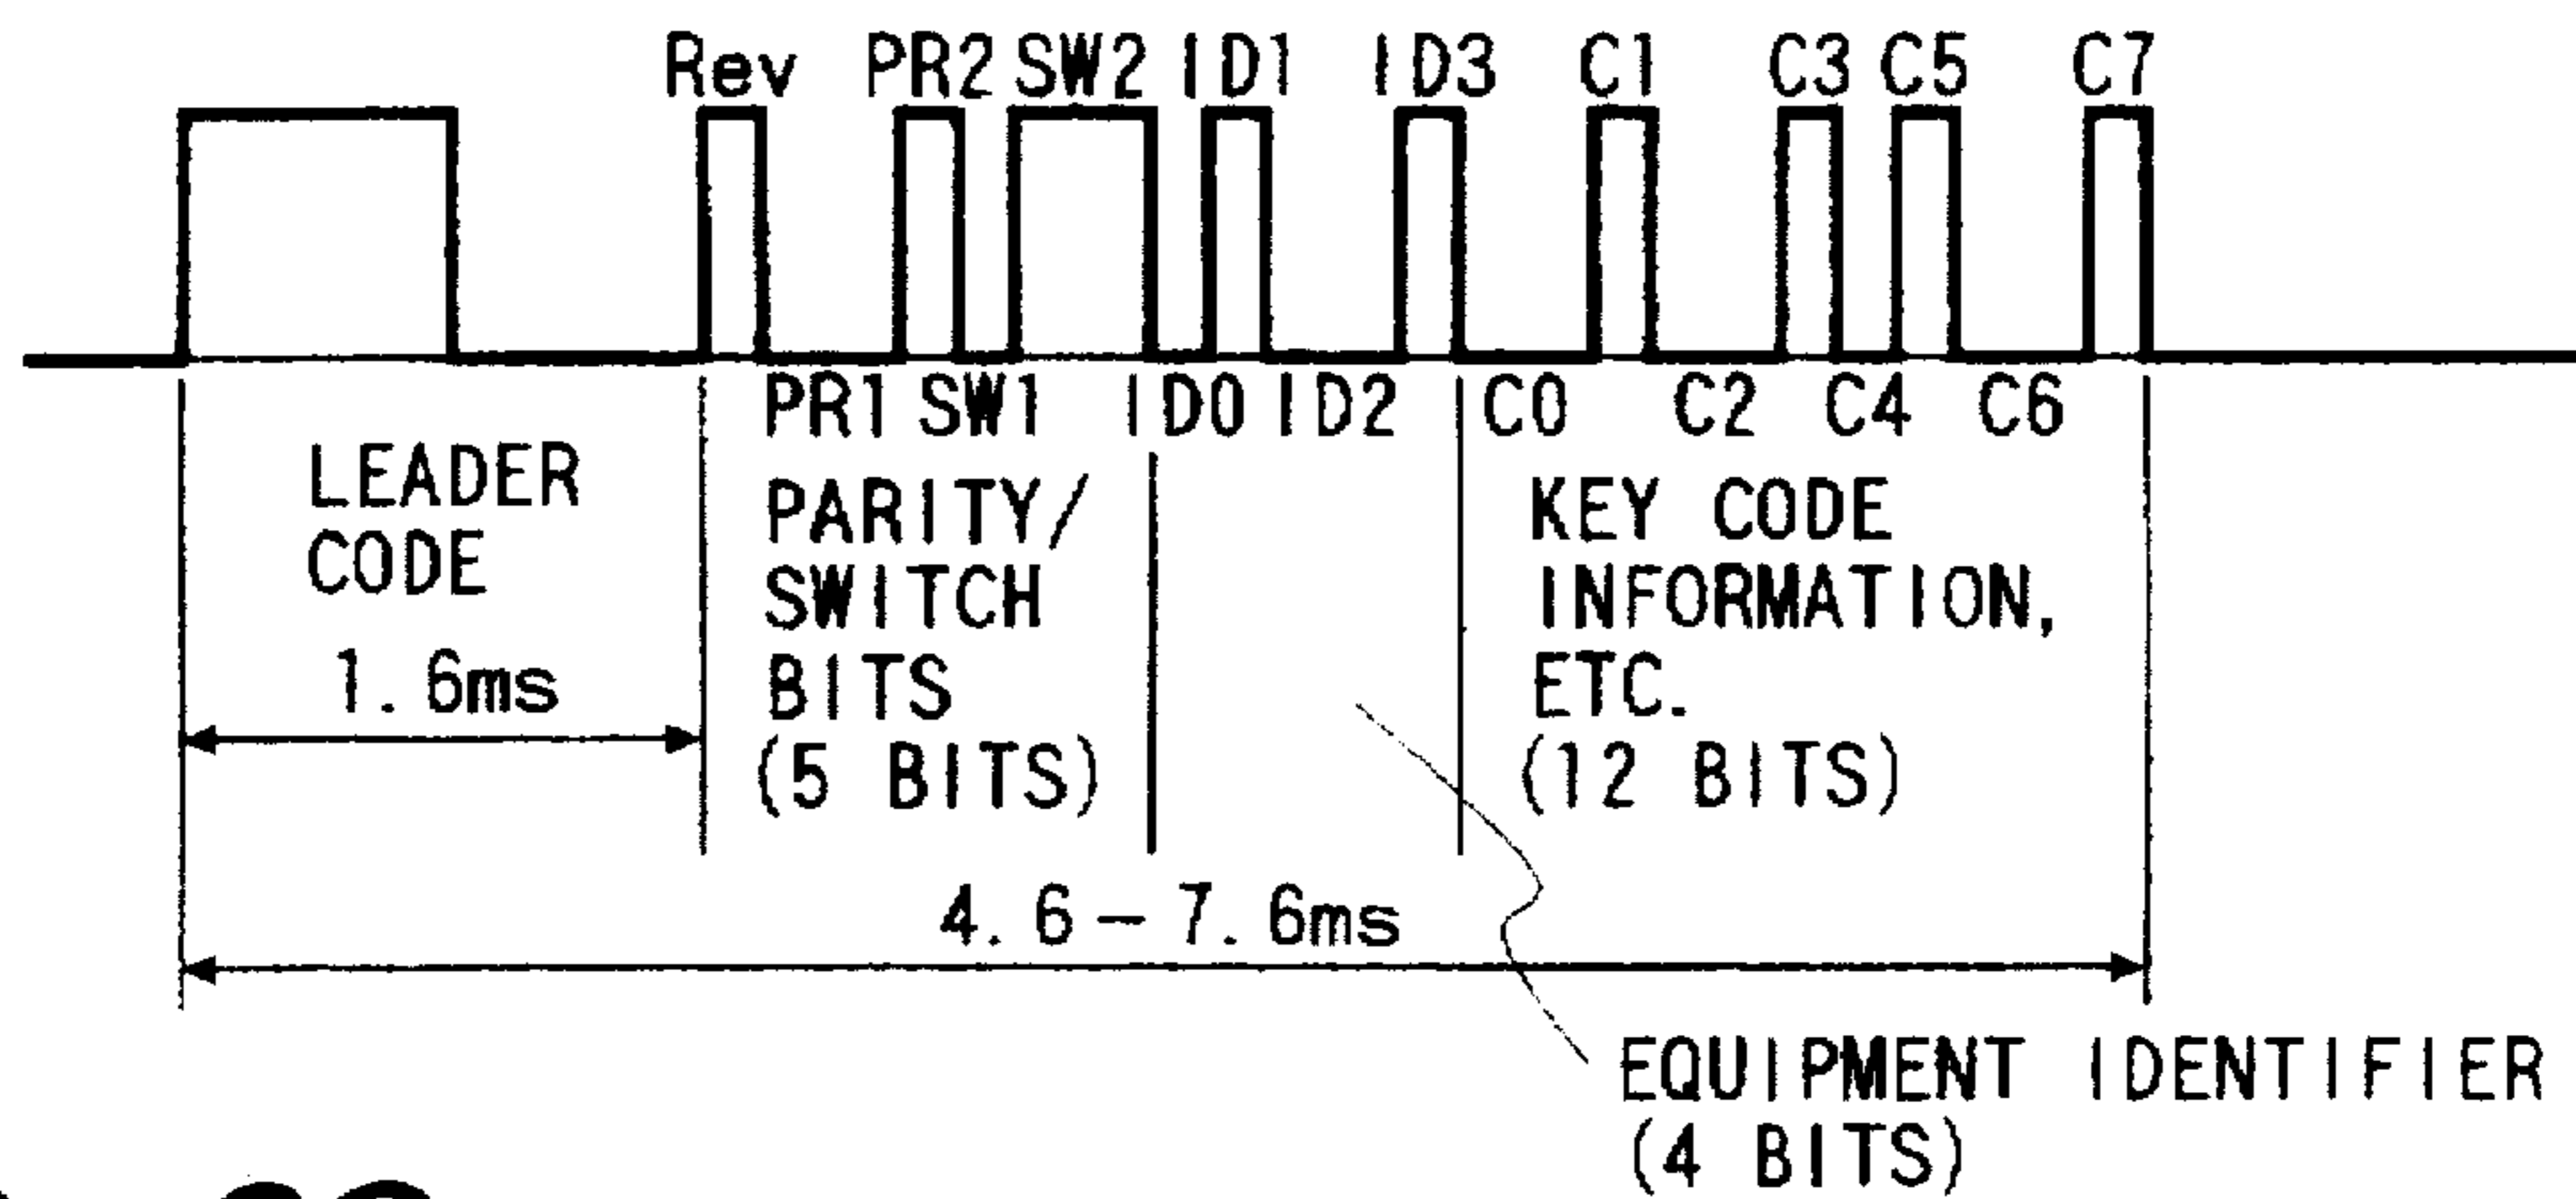 Rev PR2 SW2 ID1 ID3 C1 C3 C5 C7
PR1 SW1 ID0 ID2 C0 C2 C4 C6
LEADER
CODE
1.6ms
PARITY/
SWITCH
BITS
(5 BITS)
KEY CODE
INFORMATION,
ETC.
(12 BITS)
4.6-7.6ms
EQUIPMENT IDENTIFIER
(4 BITS)